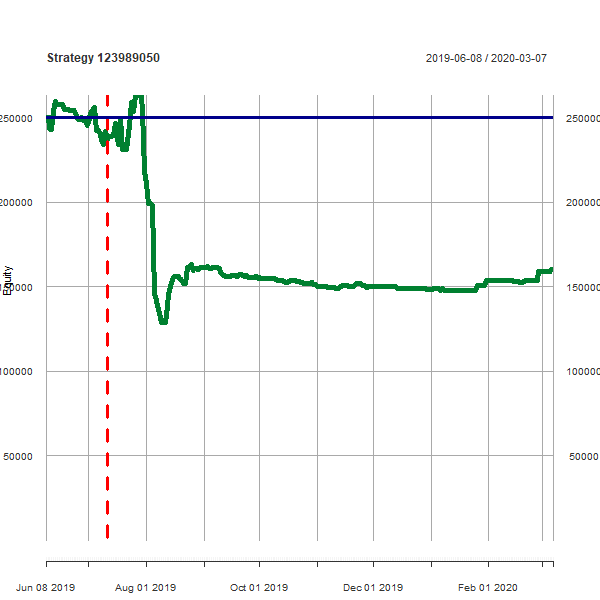 Strategy 123989050
2019-06-08 / 2020-03-07
250000
250000
200000
200000
Equity
150000
150000
100000
100000
50000
50000
Jun 08 2019
Aug 01 2019
Oct 01 2019
Dec 01 2019
Feb 01 2020